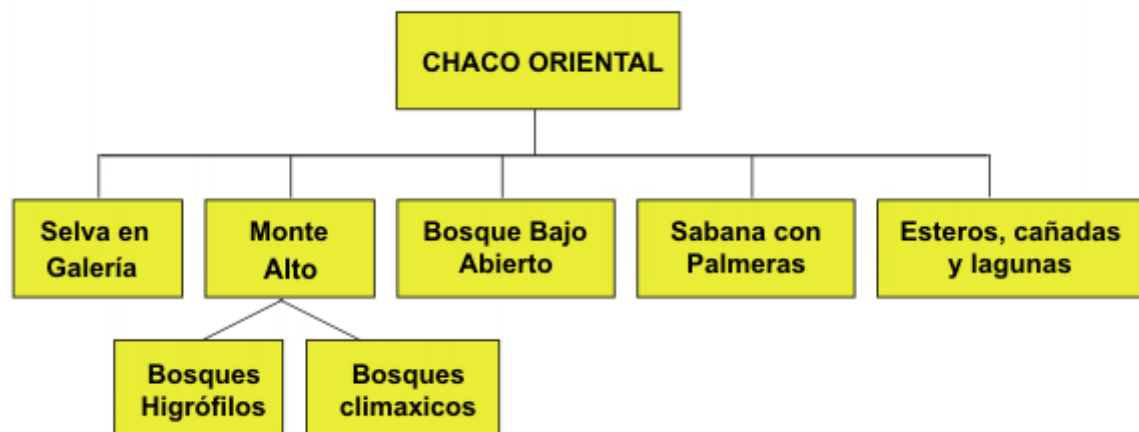 CHACO ORIENTAL
Selva en
Galería
Monte
Alto
Bosque Bajo
Abierto
Sabana con
Palmeras
Esteros, cañadas
y lagunas
Bosques
Higrófilos
Bosques
climaxicos